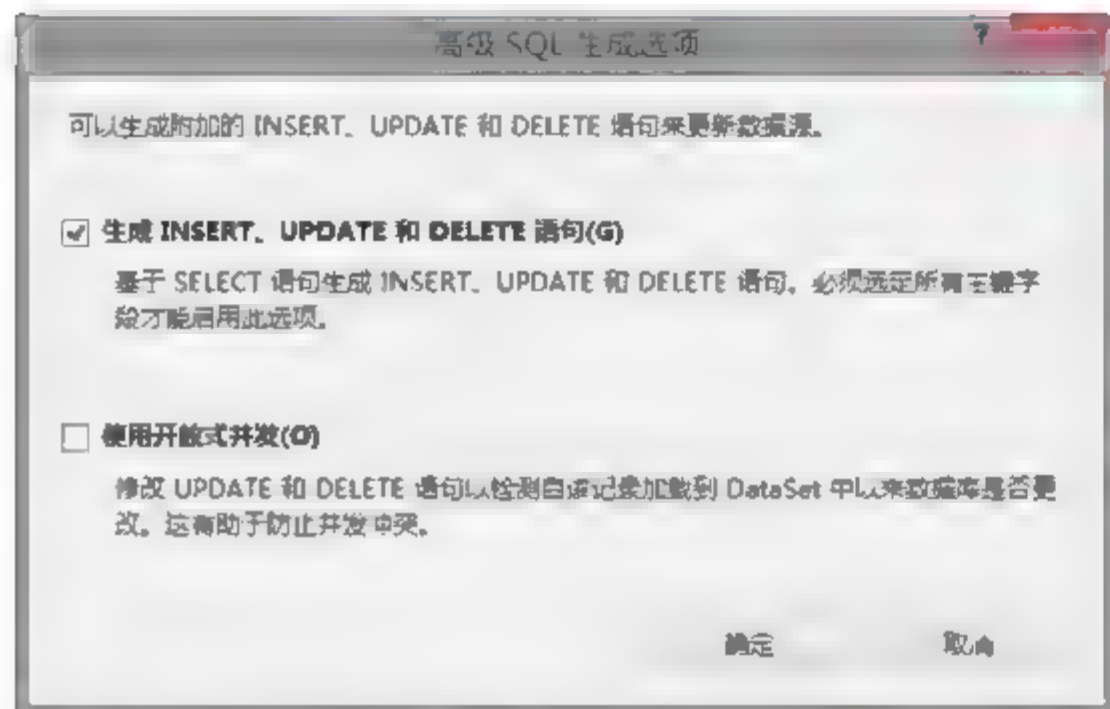 高级 SQL 生成选项
?
可以生成附加的 INSERT、UPDATE 和 DELETE 语句来更新数据源。
生成 INSERT、UPDATE 和 DELETE 语句(G)
基于 SELECT 语句生成 INSERT、UPDATE 和 DELETE 语句。必须选定所有主键字
段才能启用此选项。
使用开放式并发(O)
修改 UPDATE 和 DELETE 语句以检测自该记录加载到 DataSet 中以来数据库是否更
改。这有助于防止并发冲突。
确定
取消